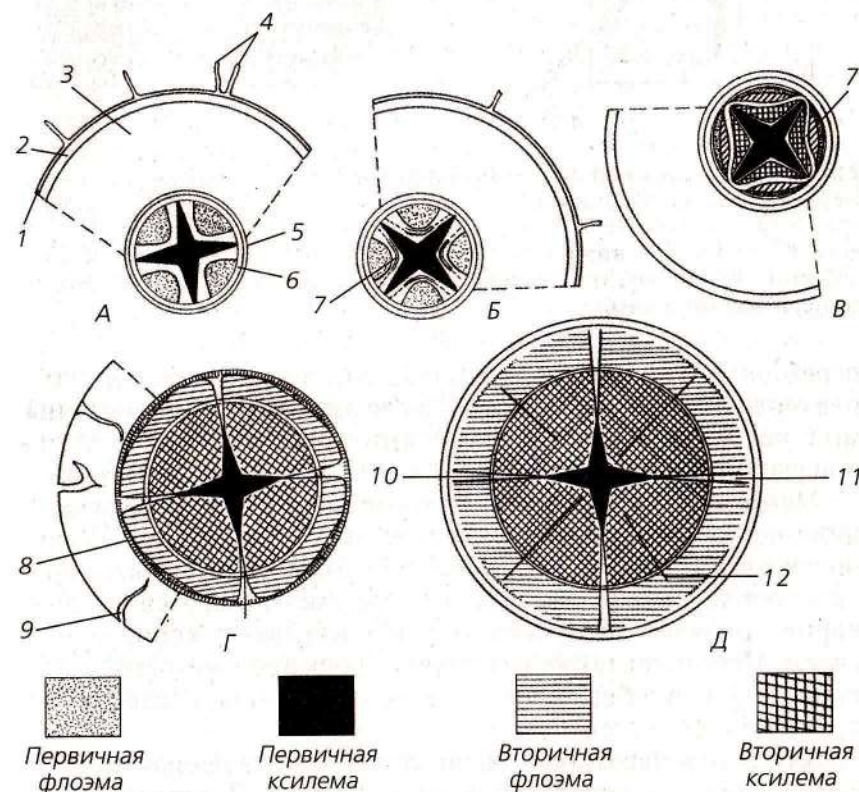 4
3
2
1
5
6
А
7
Б
7
В
8
9
Г
10
11
12
Д
Первичная
флоэма
Первичная
ксилема
Вторичная
флоэма
Вторичная
ксилема